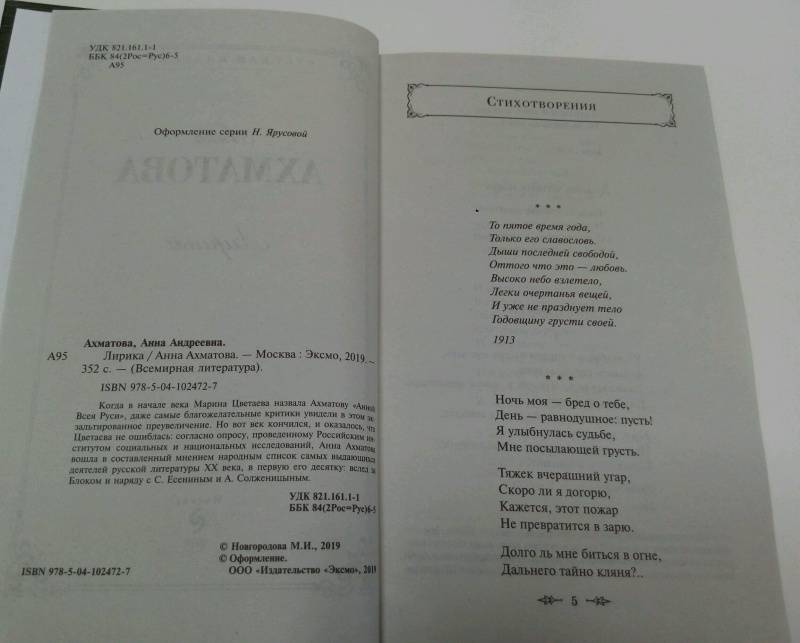 УДК 821.161.1-1
ББК 84(2Рос=Рус)6-5
А95
Оформление серии Н. Ярусовой
АХМАТОВА
Лирика
Ахматова, Анна Андреевна.
А95 Лирика / Анна Ахматова. — Москва : Эксмо, 2019. —
352 с. — (Всемирная литература).
ISBN 978-5-04-102472-7
Когда в начале века Марина Цветаева назвала Ахматову «Анной
Всея Руси», даже самые благожелательные критики увидели в этом эк-
зальтированное преувеличение. Но вот век кончился, и оказалось, что
Цветаева не ошиблась: согласно опросу, проведенному Российским ин-
ститутом социальных и национальных исследований, Анна Ахматова
вошла в составленный мнением народным список самых выдающихся
деятелей русской литературы XX века, в первую его десятку: вслед за
Блоком и наряду с С. Есениным и А. Солженицыным.
УДК 821.161.1-1
ББК 84(2Рос=Рус)6-5
© Новгородова М.И., 2019
© Оформление.
ISBN 978-5-04-102472-7 ООО «Издательство «Эксмо», 2019
СТИХОТВОРЕНИЯ
* * *
То пятое время года,
Только его славословь.
Дыши последней свободой,
Оттого что это — любовь.
Высоко небо взлетело,
Легки очертанья вещей,
И уже не празднует тело
Годовщину грусти своей.
1913
* * *
Ночь моя — бред о тебе,
День — равнодушное: пусть!
Я улыбнулась судьбе,
Мне посылающей грусть.
Тяжек вчерашний угар,
Скоро ли я догорю,
Кажется, этот пожар
Не превратится в зарю.
Долго ль мне биться в огне,
Дальнего тайно кляня?..
5